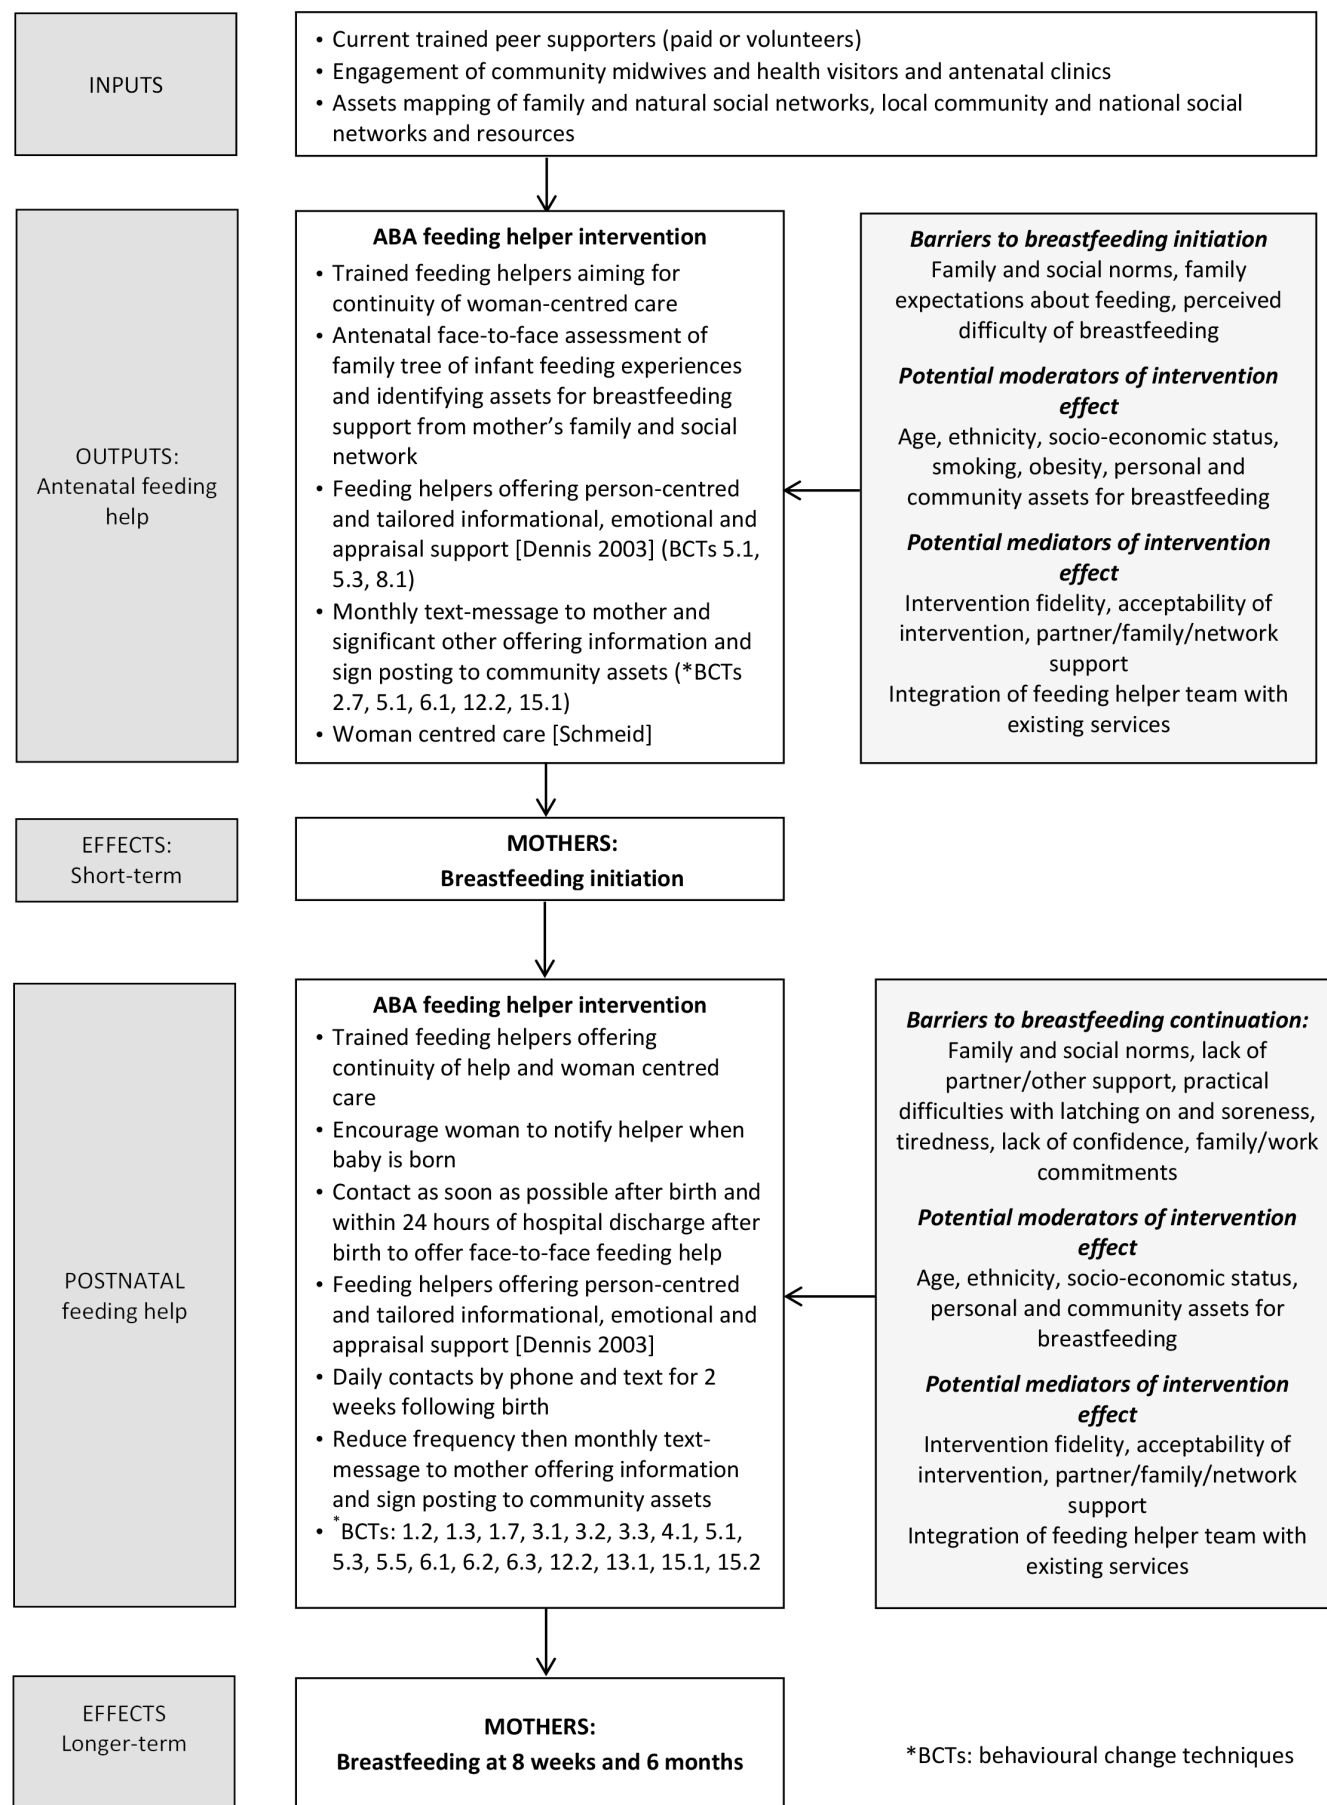 INPUTS
• Current trained peer supporters (paid or volunteers)
• Engagement of community midwives and health visitors and antenatal clinics
• Assets mapping of family and natural social networks, local community and national social
networks and resources
OUTPUTS:
Antenatal feeding
help
ABA feeding helper intervention
• Trained feeding helpers aiming for
continuity of woman-centred care
• Antenatal face-to-face assessment of
family tree of infant feeding experiences
and identifying assets for breastfeeding
support from mother’s family and social
network
• Feeding helpers offering person-centred
and tailored informational, emotional and
appraisal support [Dennis 2003] (BCTs 5.1,
5.3, 8.1)
• Monthly text-message to mother and
significant other offering information and
sign posting to community assets (*BCTs
2.7, 5.1, 6.1, 12.2, 15.1)
• Woman centred care [Schmeid]
Barriers to breastfeeding initiation
Family and social norms, family
expectations about feeding, perceived
difficulty of breastfeeding
Potential moderators of intervention
effect
Age, ethnicity, socio-economic status,
smoking, obesity, personal and
community assets for breastfeeding
Potential mediators of intervention
effect
Intervention fidelity, acceptability of
intervention, partner/family/network
support
Integration of feeding helper team with
existing services
EFFECTS:
Short-term
MOTHERS:
Breastfeeding initiation
POSTNATAL
feeding help
ABA feeding helper intervention
• Trained feeding helpers offering
continuity of help and woman centred
care
• Encourage woman to notify helper when
baby is born
• Contact as soon as possible after birth and
within 24 hours of hospital discharge after
birth to offer face-to-face feeding help
• Feeding helpers offering person-centred
and tailored informational, emotional and
appraisal support [Dennis 2003]
• Daily contacts by phone and text for 2
weeks following birth
• Reduce frequency then monthly text-
message to mother offering information
and sign posting to community assets
• *BCTs: 1.2, 1.3, 1.7, 3.1, 3.2, 3.3, 4.1, 5.1,
5.3, 5.5, 6.1, 6.2, 6.3, 12.2, 13.1, 15.1, 15.2
Barriers to breastfeeding continuation:
Family and social norms, lack of
partner/other support, practical
difficulties with latching on and soreness,
tiredness, lack of confidence, family/work
commitments
Potential moderators of intervention
effect
Age, ethnicity, socio-economic status,
personal and community assets for
breastfeeding
Potential mediators of intervention
effect
Intervention fidelity, acceptability of
intervention, partner/family/network
support
Integration of feeding helper team with
existing services
EFFECTS
Longer-term
MOTHERS:
Breastfeeding at 8 weeks and 6 months
*BCTs: behavioural change techniques